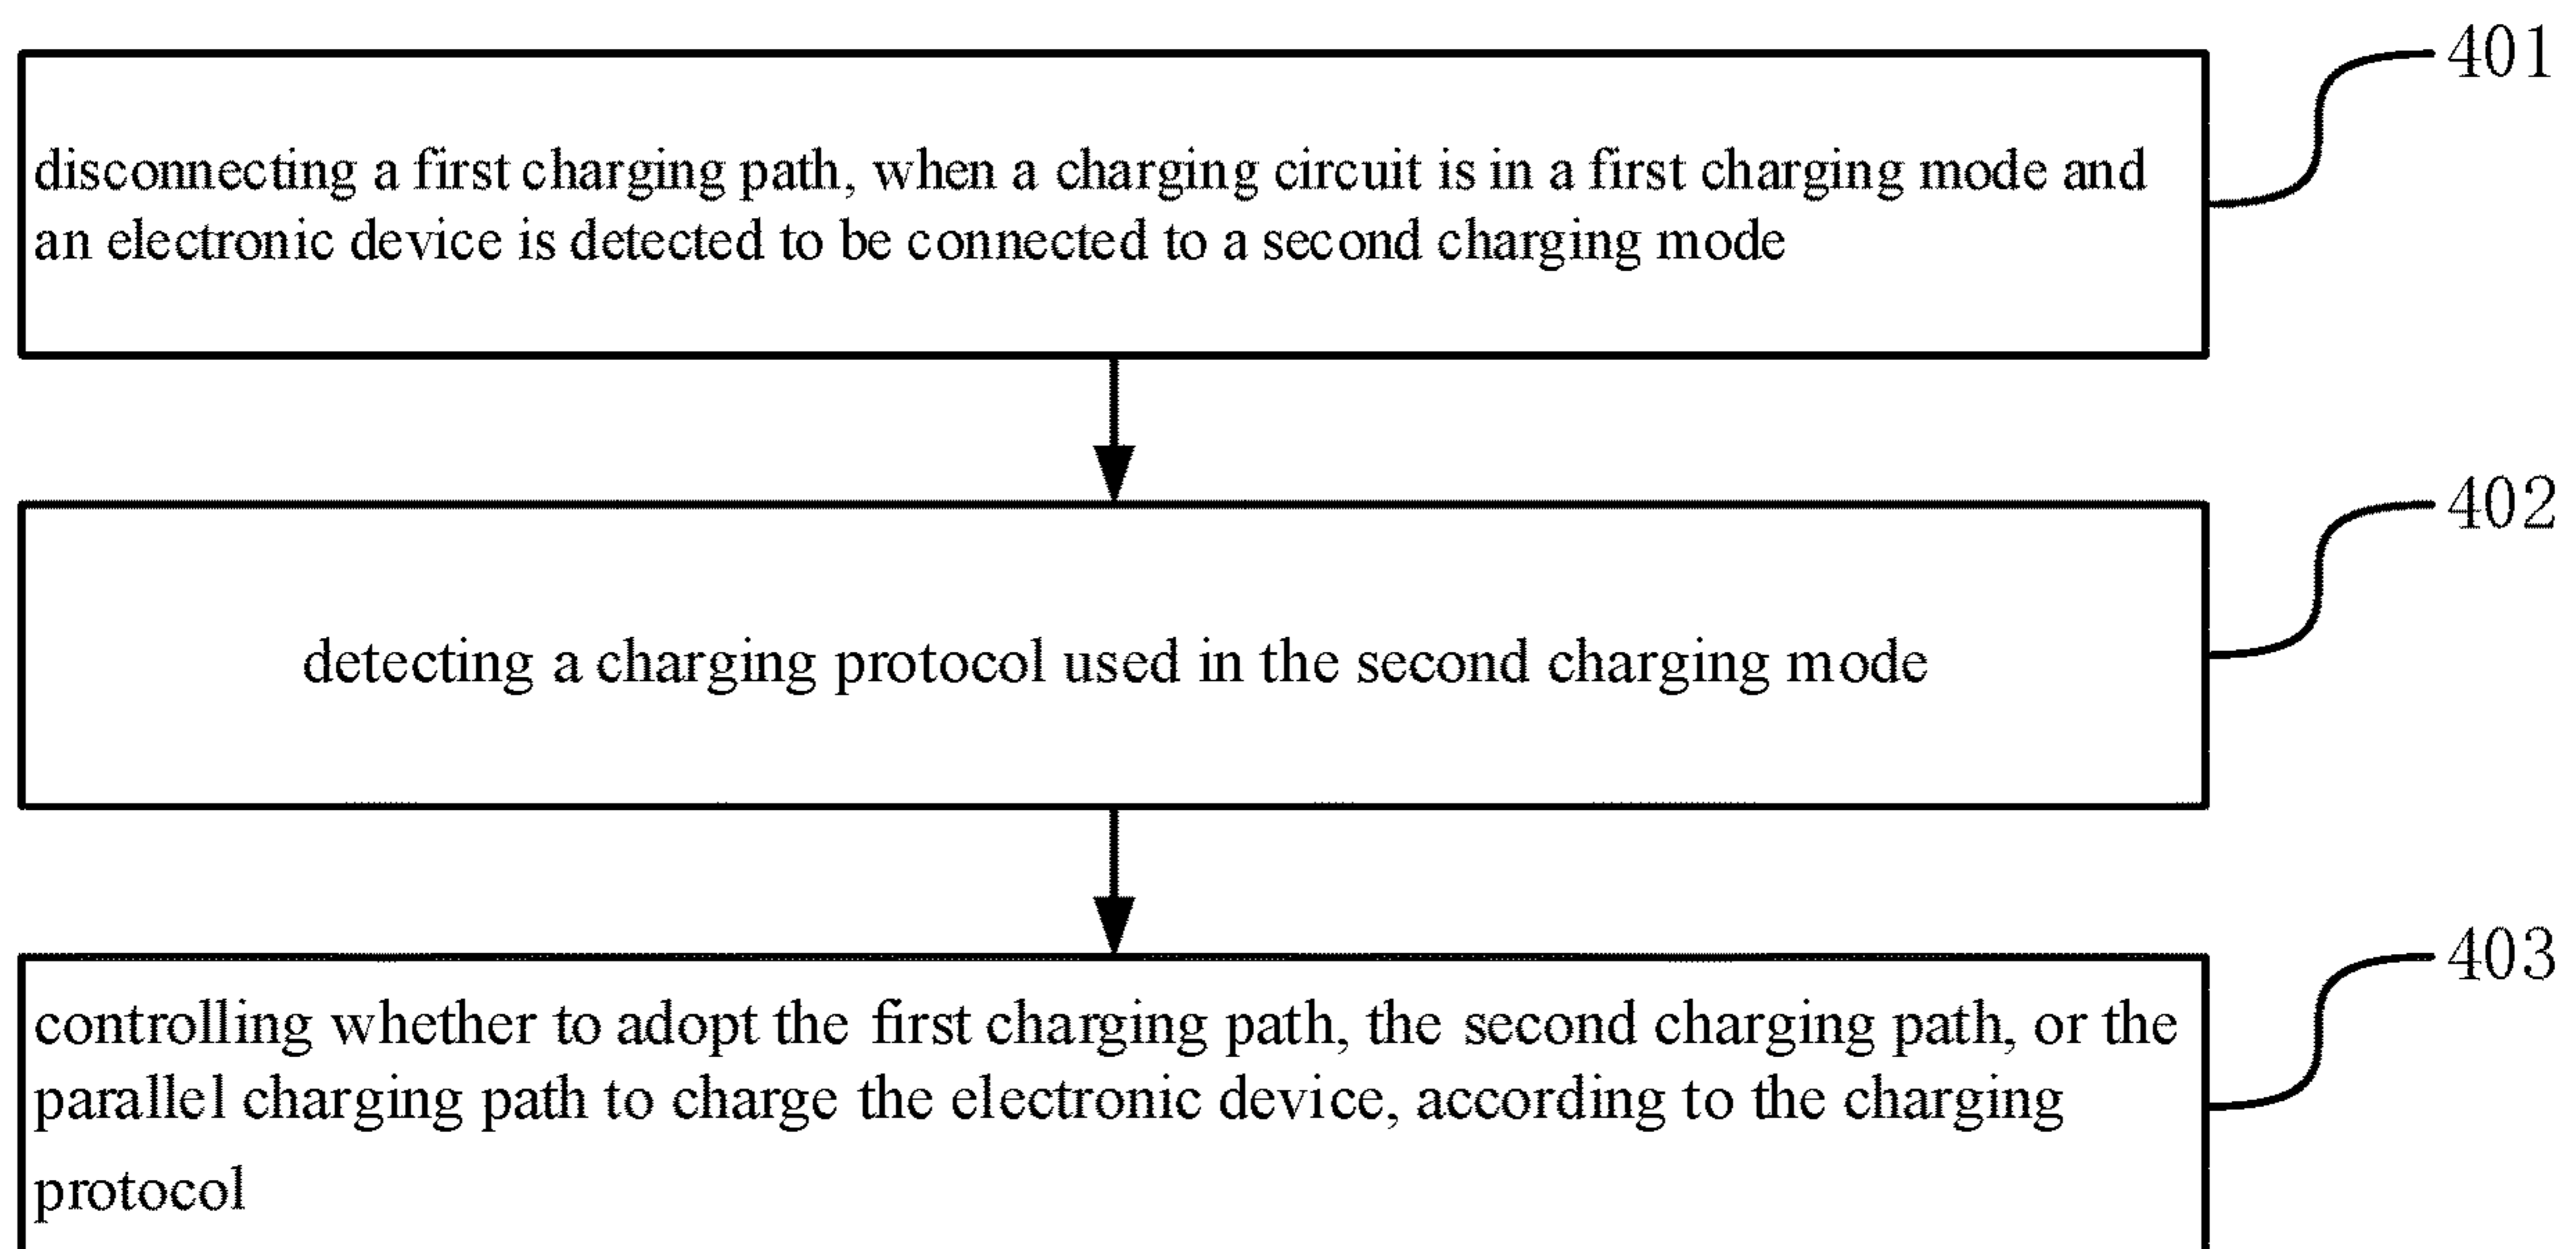 401
disconnecting a first charging path, when a charging circuit is in a first charging mode and
an electronic device is detected to be connected to a second charging mode
402
detecting a charging protocol used in the second charging mode
403
controlling whether to adopt the first charging path, the second charging path, or the
parallel charging path to charge the electronic device, according to the charging
protocol